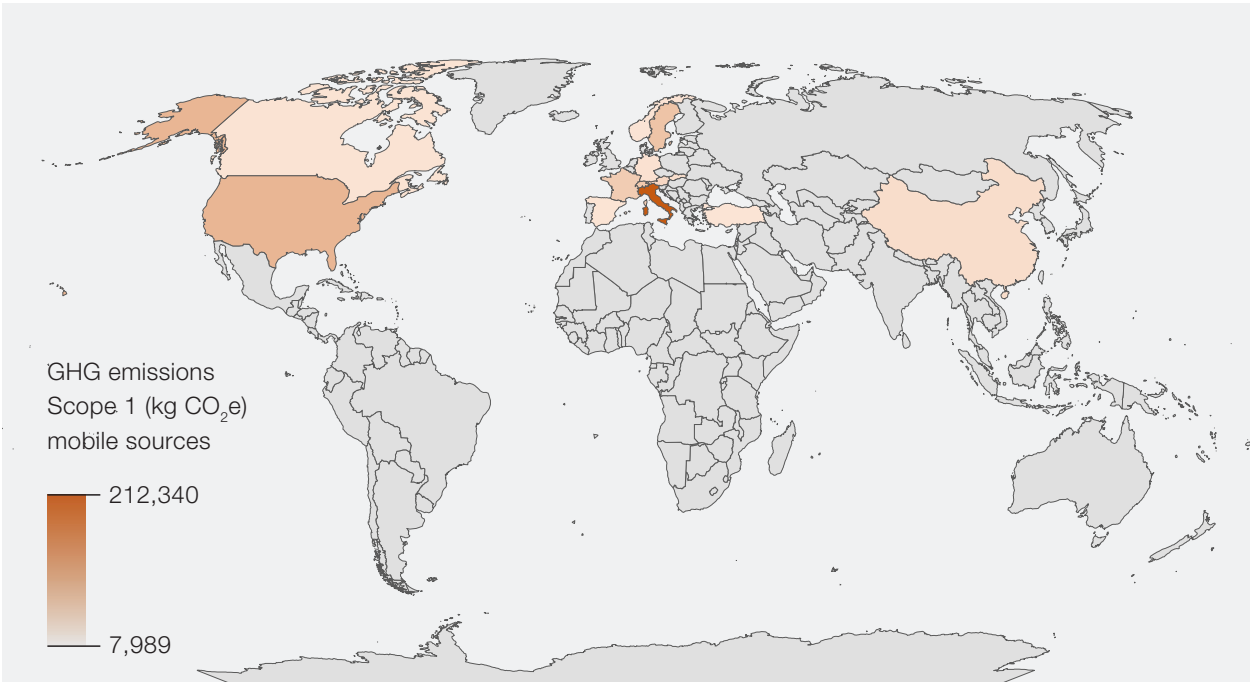 GHG emissions
Scope 1 (kg CO₂e)
mobile sources
212,340
7,989